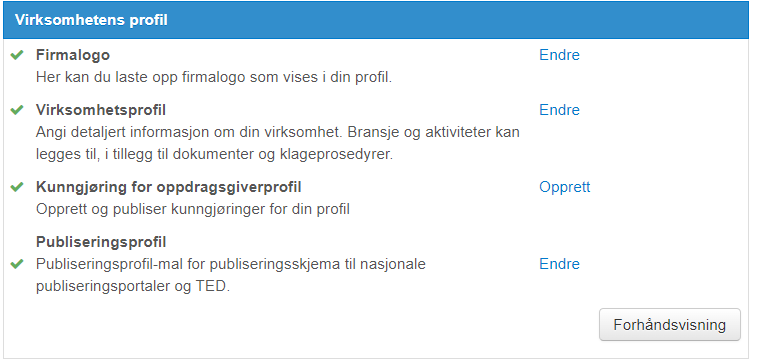 Virksomhetens profil
Firmalogo Endre
Her kan du laste opp firmalogo som vises i din profil.
Virksomhetsprofil Endre
Angi detaljert informasjon om din virksomhet. Bransje og aktiviteter kan
legges til, i tillegg til dokumenter og klageprosedyrer.
Kunngjøring for oppdragsgiverprofil Opprett
Opprett og publiser kunngjøringer for din profil
Publiseringsprofil
Publiseringsprofil-mal for publiseringsskjema til nasjonale Endre
publiseringsportaler og TED.
Forhåndsvisning